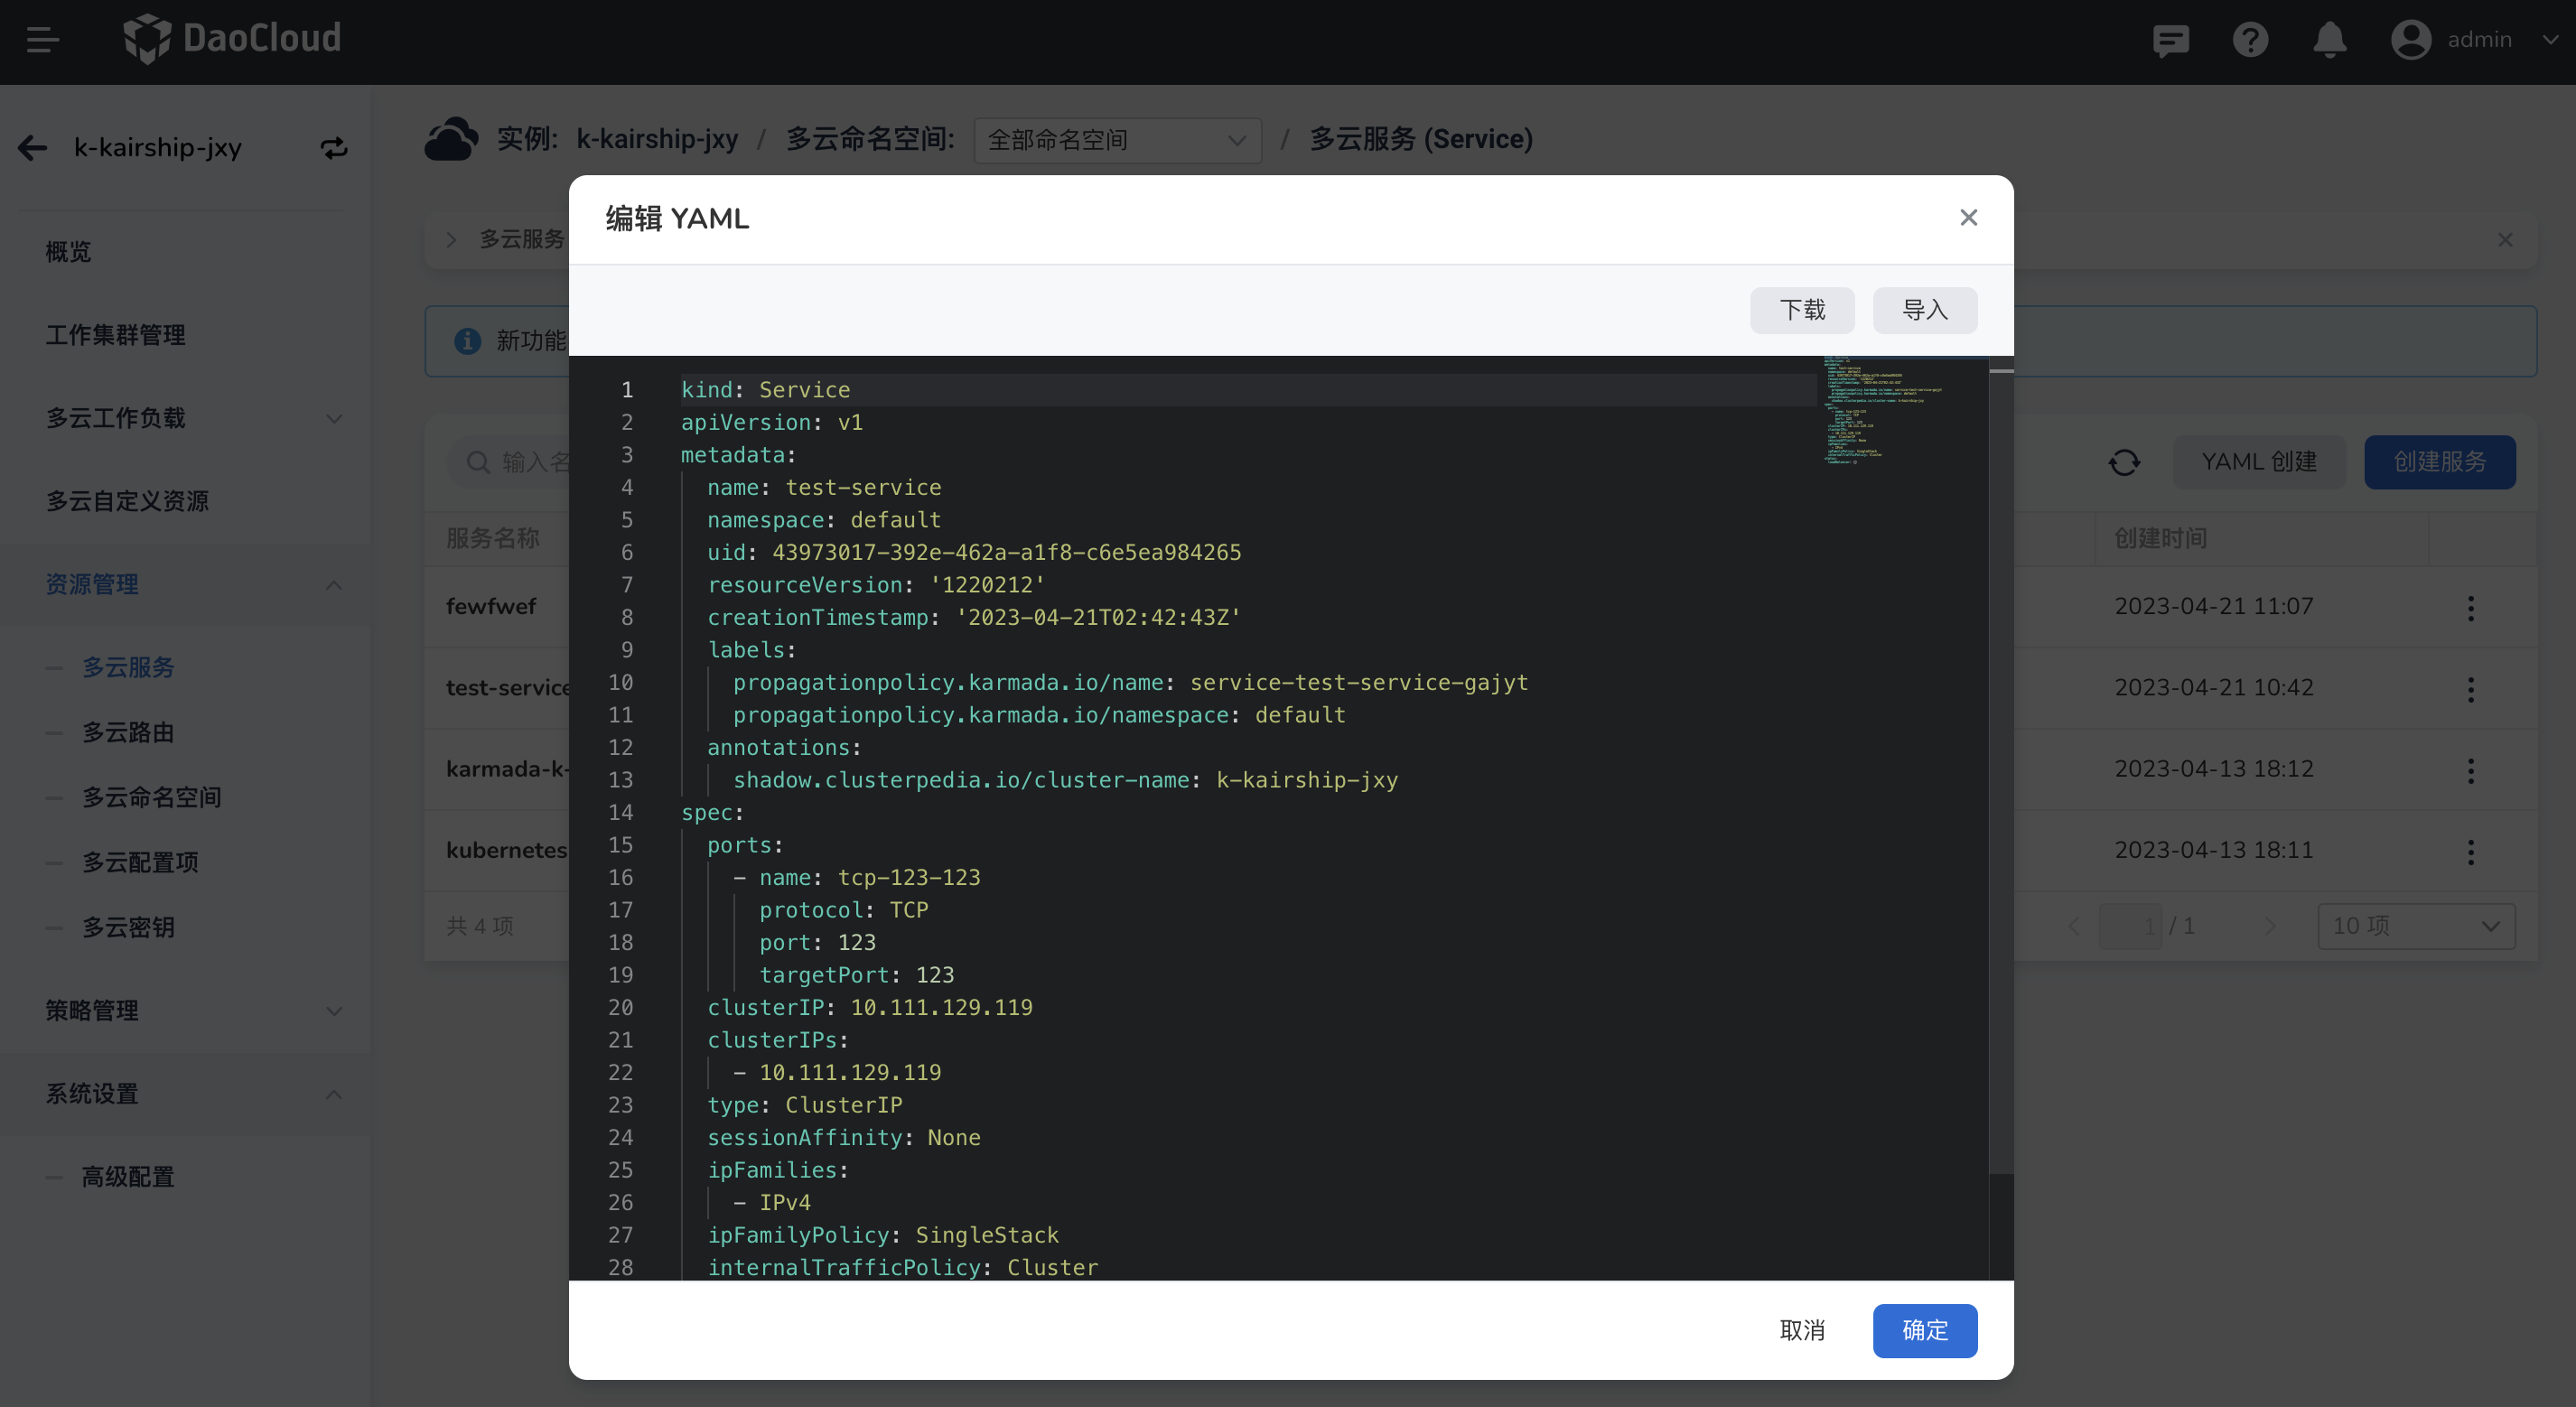 DaoCloud
admin
k-kairship-jxy
实例: k-kairship-jxy / 多云命名空间: 全部命名空间 / 多云服务 (Service)
概览
工作集群管理
多云工作负载
多云自定义资源
资源管理
多云服务
多云路由
多云命名空间
多云配置项
多云密钥
策略管理
系统设置
高级配置
多云服务
新功能
输入名
YAML 创建
创建服务
服务名称
创建时间
fewfwef
2023-04-21 11:07
test-service
2023-04-21 10:42
karmada-k-
2023-04-13 18:12
kubernetes
2023-04-13 18:11
共 4 项
1 / 1
10 项
编辑 YAML
下载
导入
1 kind: Service
2 apiVersion: v1
3 metadata:
4 name: test-service
5 namespace: default
6 uid: 43973017-392e-462a-a1f8-c6e5ea984265
7 resourceVersion: '1220212'
8 creationTimestamp: '2023-04-21T02:42:43Z'
9 labels:
10 propagationpolicy.karmada.io/name: service-test-service-gajyt
11 propagationpolicy.karmada.io/namespace: default
12 annotations:
13 shadow.clusterpedia.io/cluster-name: k-kairship-jxy
14 spec:
15 ports:
16 - name: tcp-123-123
17 protocol: TCP
18 port: 123
19 targetPort: 123
20 clusterIP: 10.111.129.119
21 clusterIPs:
22 - 10.111.129.119
23 type: ClusterIP
24 sessionAffinity: None
25 ipFamilies:
26 - IPv4
27 ipFamilyPolicy: SingleStack
28 internalTrafficPolicy: Cluster
取消
确定